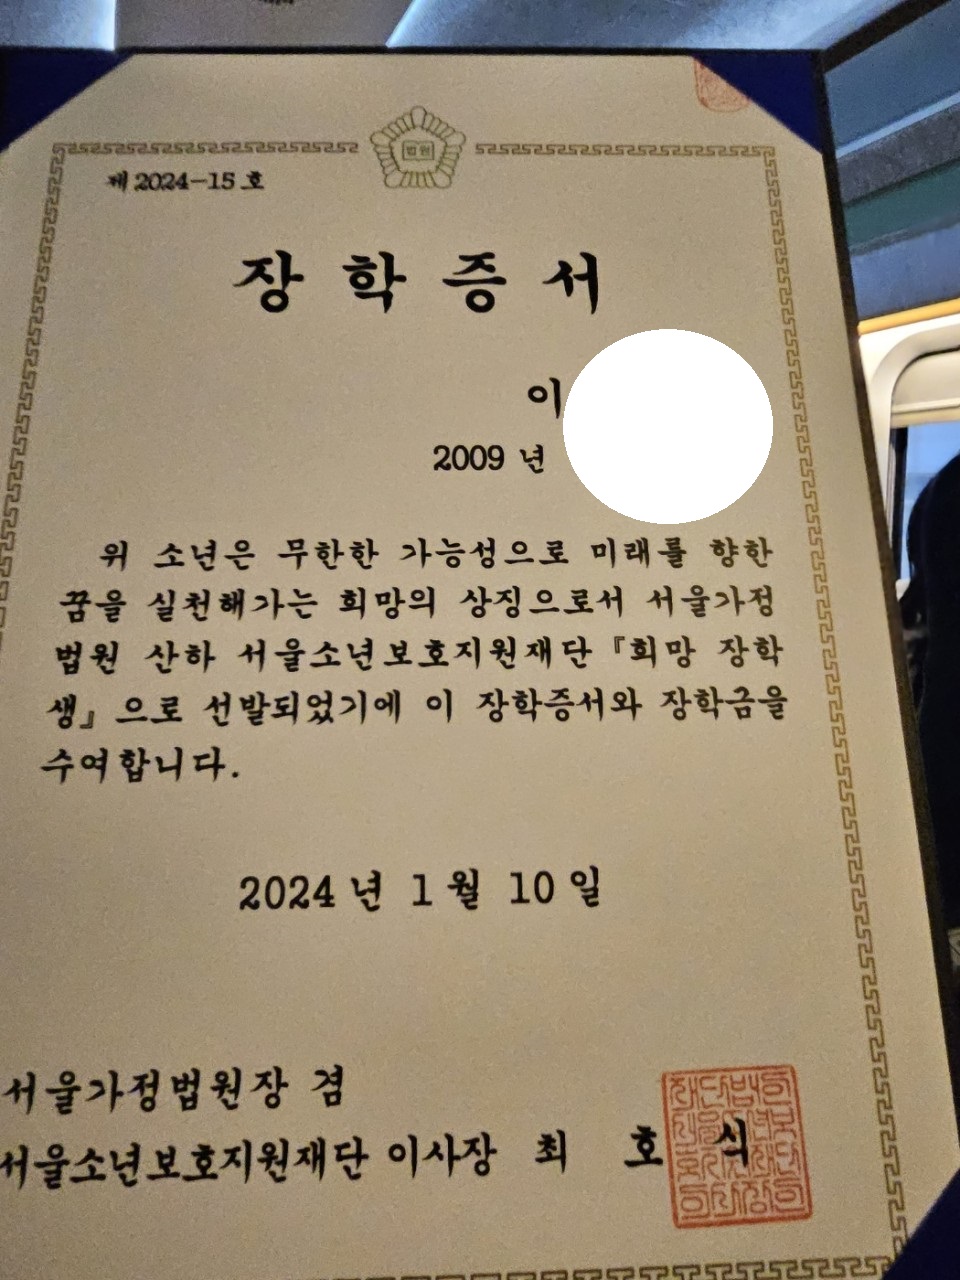 법원
제 2024-15 호
장학증서
이
2009 년
위 소년은 무한한 가능성으로 미래를 향한
꿈을 실천해가는 희망의 상징으로서 서울가정
법원 산하 서울소년보호지원재단 『희망 장학
생』으로 선발되었기에 이 장학증서와 장학금을
수여합니다.
2024 년 1 월 10 일
서울가정법원장 겸
서울소년보호지원재단 이사장 최 호 식